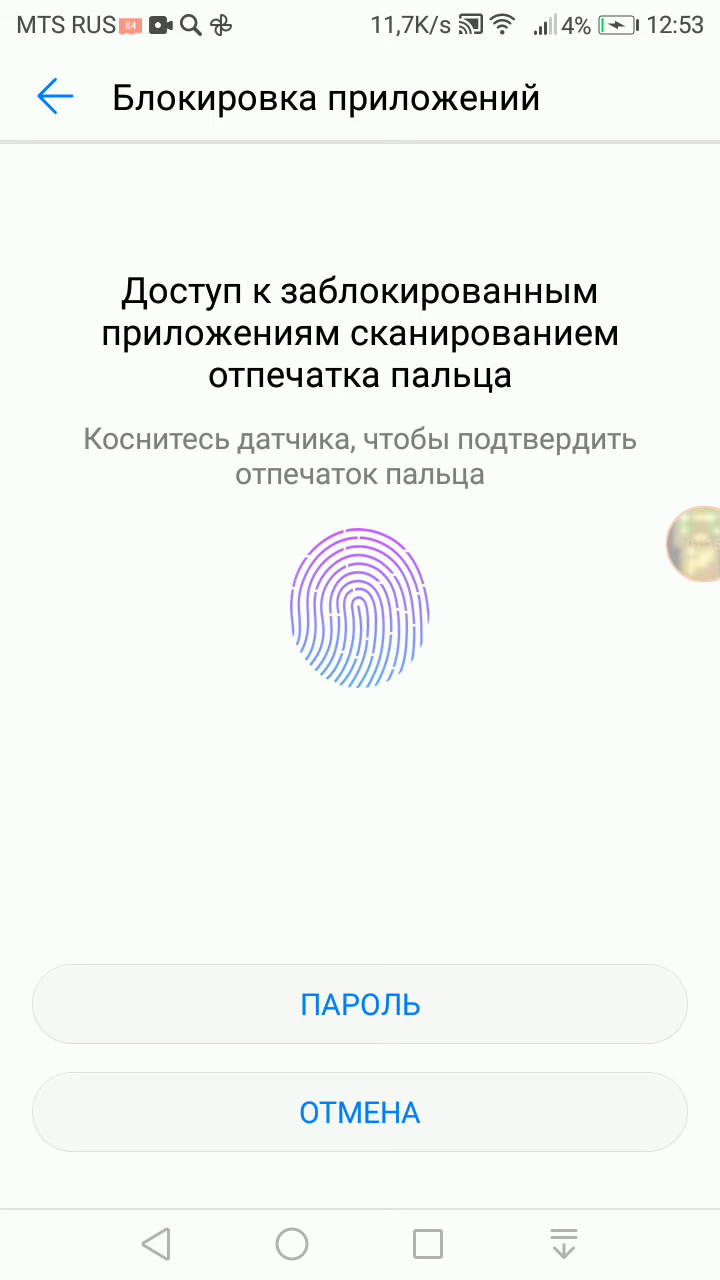 MTS RUS 84 11,7K/s 4% 12:53
Блокировка приложений
Доступ к заблокированным
приложениям сканированием
отпечатка пальца
Коснитесь датчика, чтобы подтвердить
отпечаток пальца
ПАРОЛЬ
ОТМЕНА